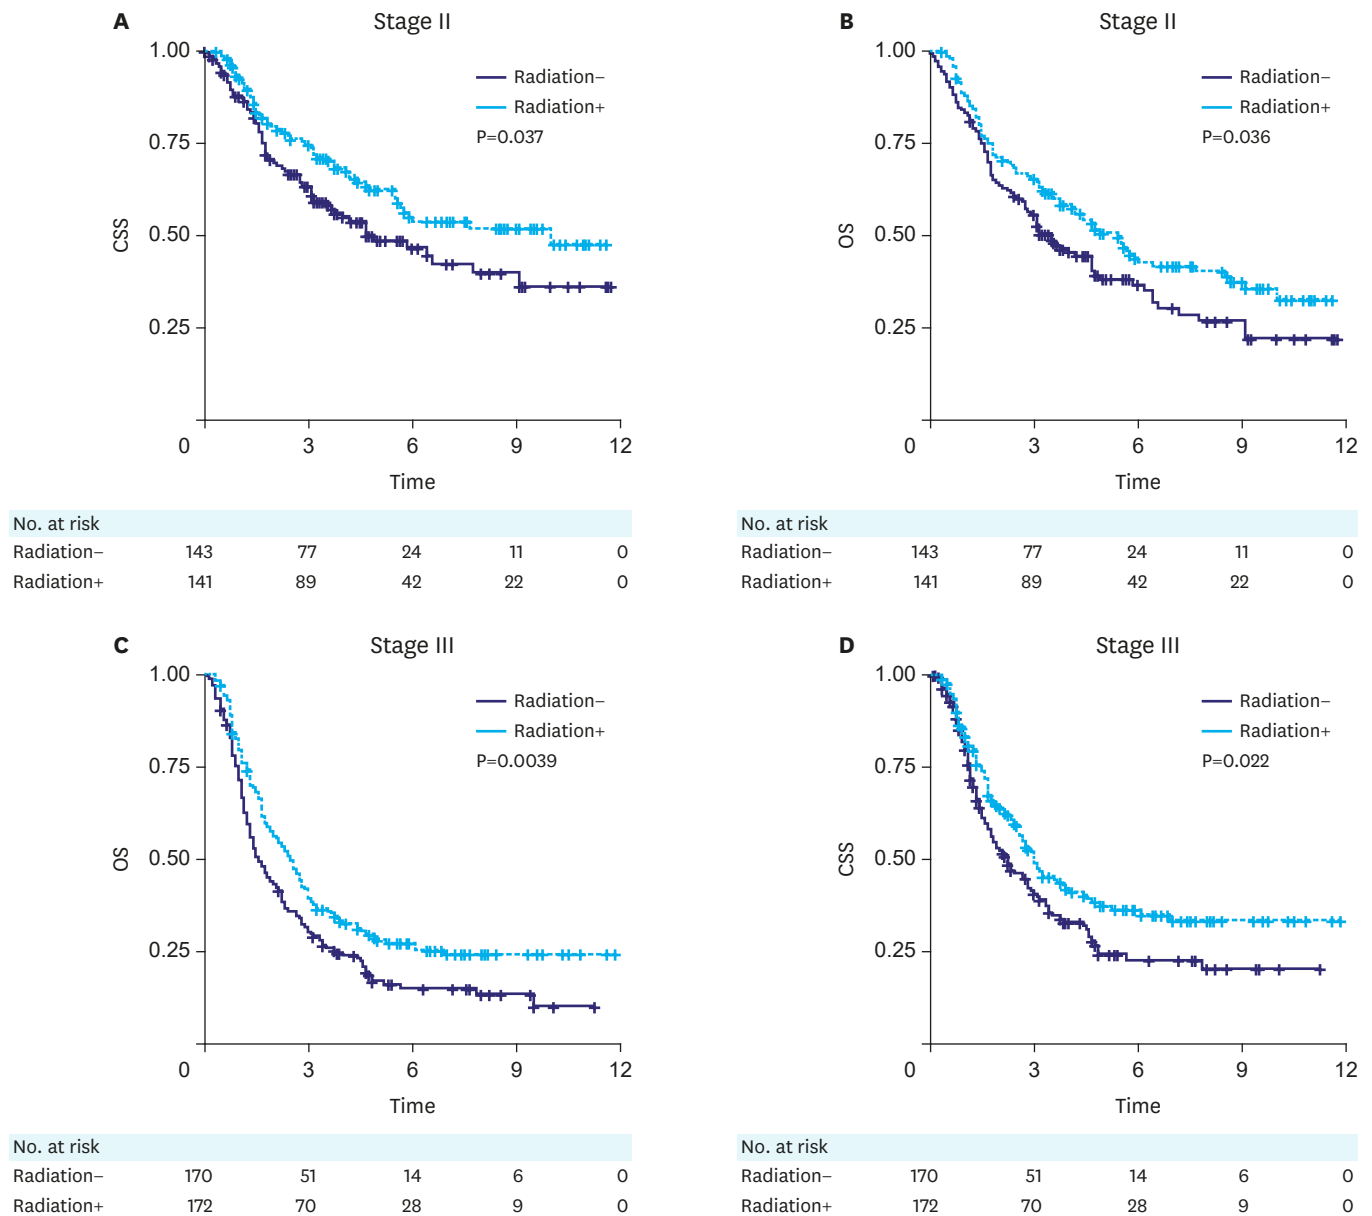 A
Stage II
1.00
0.75
0.50
0.25
CSS
Radiation–
Radiation+
P=0.037
0 3 6 9 12
Time
No. at risk
Radiation– 143 77 24 11 0
Radiation+ 141 89 42 22 0
B
Stage II
1.00
0.75
0.50
0.25
OS
Radiation–
Radiation+
P=0.036
0 3 6 9 12
Time
No. at risk
Radiation– 143 77 24 11 0
Radiation+ 141 89 42 22 0
C
Stage III
1.00
0.75
0.50
0.25
OS
Radiation–
Radiation+
P=0.0039
0 3 6 9 12
Time
No. at risk
Radiation– 170 51 14 6 0
Radiation+ 172 70 28 9 0
D
Stage III
1.00
0.75
0.50
0.25
CSS
Radiation–
Radiation+
P=0.022
0 3 6 9 12
Time
No. at risk
Radiation– 170 51 14 6 0
Radiation+ 172 70 28 9 0